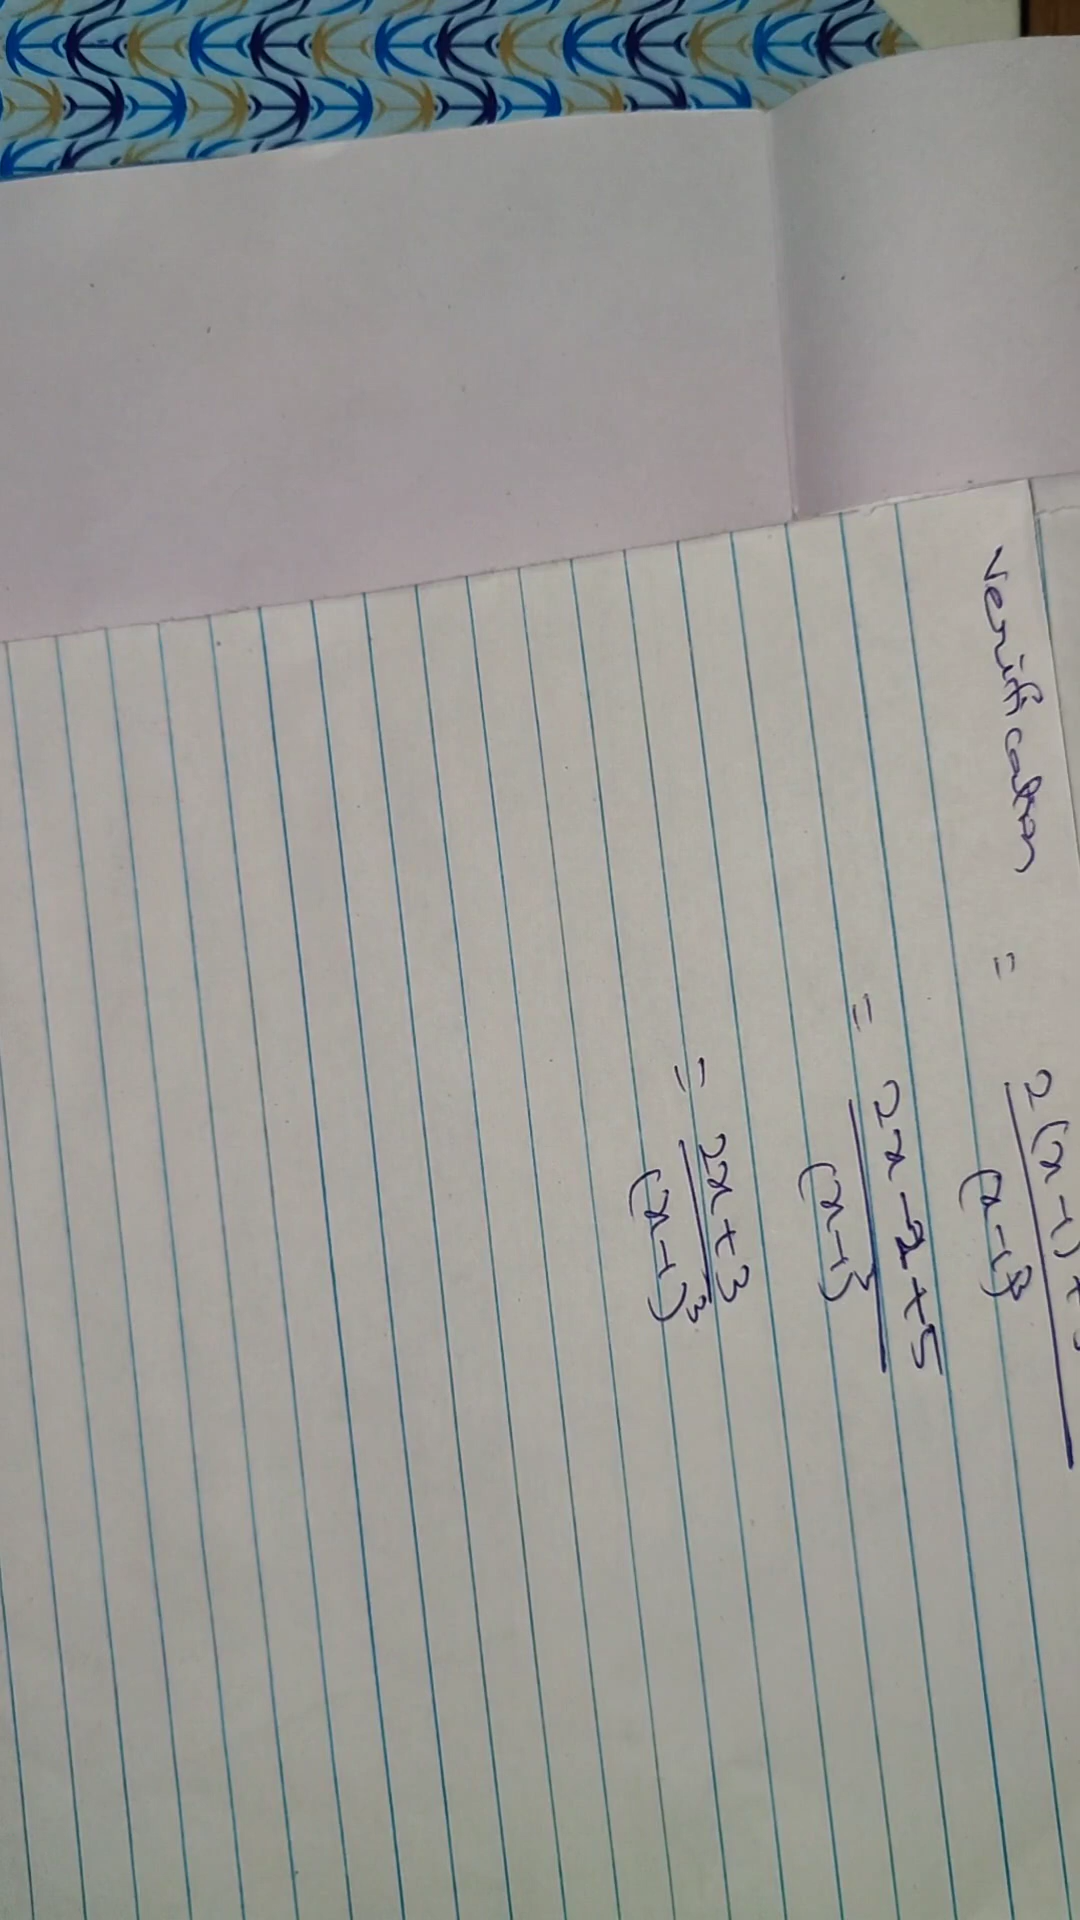 verification = 2(x-1)+
(x-1)³
= 2x-2+5
(x-1)³
= 2x+3
(x-1)³